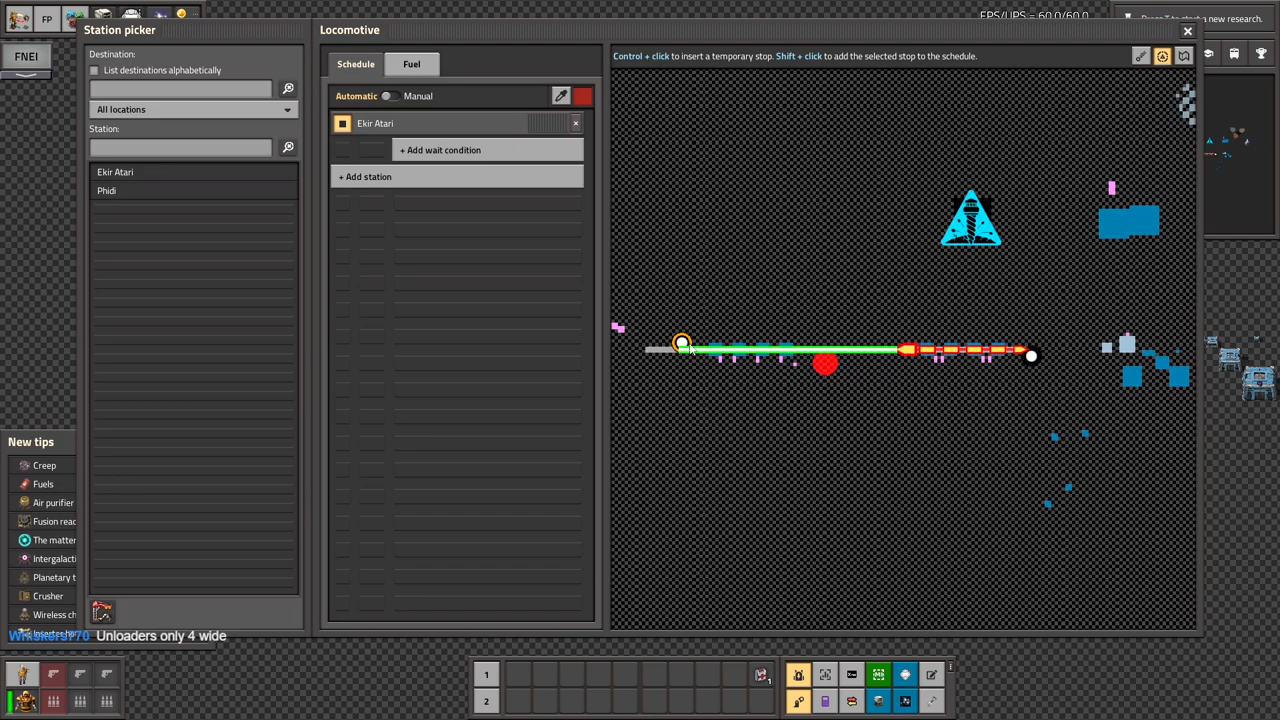 FP
FNEI
Station picker
Destination:
List destinations alphabetically
All locations
Station:
Ekir Atari
Phidi
Locomotive
Schedule
Fuel
Automatic
Manual
Ekir Atari
+ Add wait condition
+ Add station
FPS/UPS = 60.0/60.0
to start a new research.
Control + click to insert a temporary stop. Shift + click to add the selected stop to the schedule.
New tips
Creep
Fuels
Air purifier
Fusion reac
The matter
Intergalacti
Planetary t
Crusher
Wireless ch
Whiskers770 Unloaders only 4 wide
1
2
1